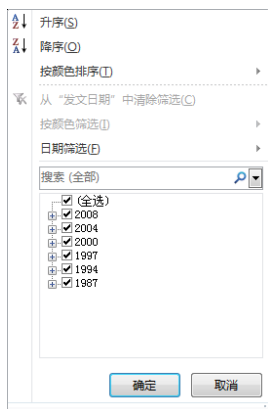 升序(S)
降序(O)
按颜色排序(T)
从“发文日期”中清除筛选(C)
按颜色筛选(I)
日期筛选(F)
搜索 (全部)
(全选)
2008
2004
2000
1997
1994
1987
确定
取消